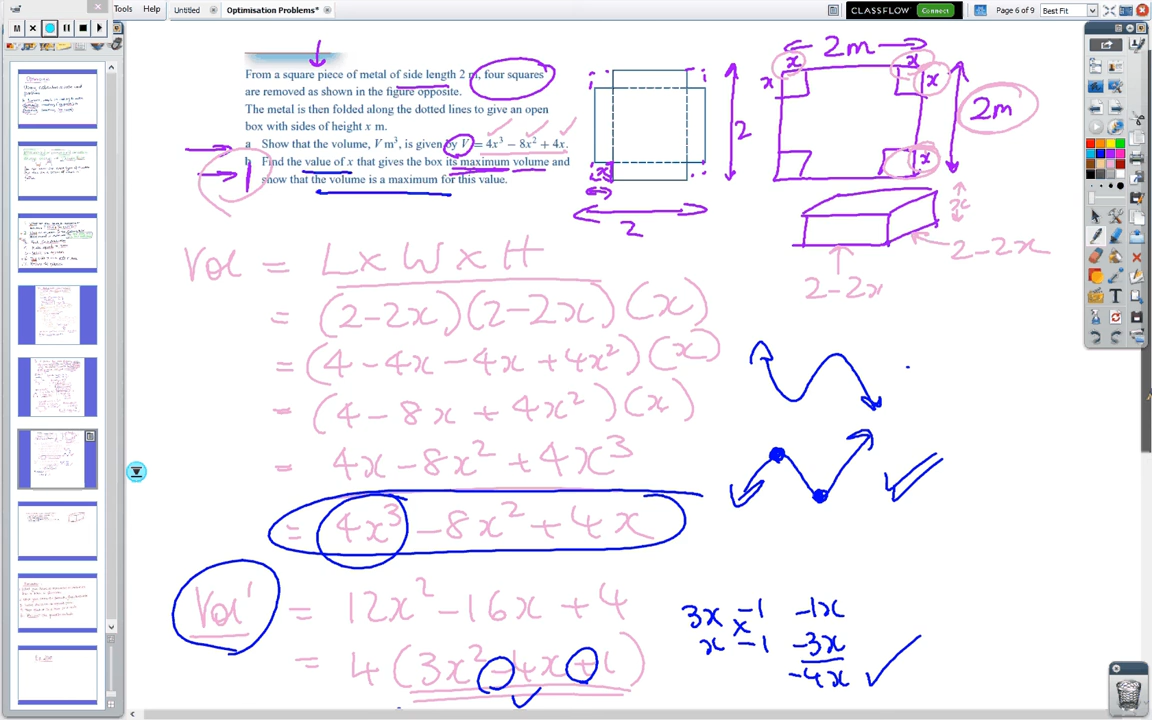 Tools Help Untitled Optimisation Problems* CLASSFLOW Connect Page 6 of 9 Best Fit
From a square piece of metal of side length 2 m, four squares
are removed as shown in the figure opposite.
The metal is then folded along the dotted lines to give an open
box with sides of height x m.
a Show that the volume, V m³, is given by V = 4x³ − 8x² + 4x.
b Find the value of x that gives the box its maximum volume and
show that the volume is a maximum for this value.
x
2
2
2m
x x
x x
2m
x
x
2-2x
2-2x
Vol = L x W x H
= (2-2x)(2-2x)(x)
= (4-4x-4x+4x²)(x)
= (4-8x+4x²)(x)
= 4x-8x²+4x³
= 4x³-8x²+4x
Vol' = 12x²-16x+4
= 4(3x²-4x+1)
3x -1 -1x
x
x -1 -3x
-4x